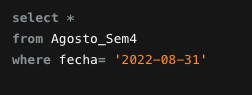 select *
from Agosto_Sem4
where fecha= '2022-08-31'